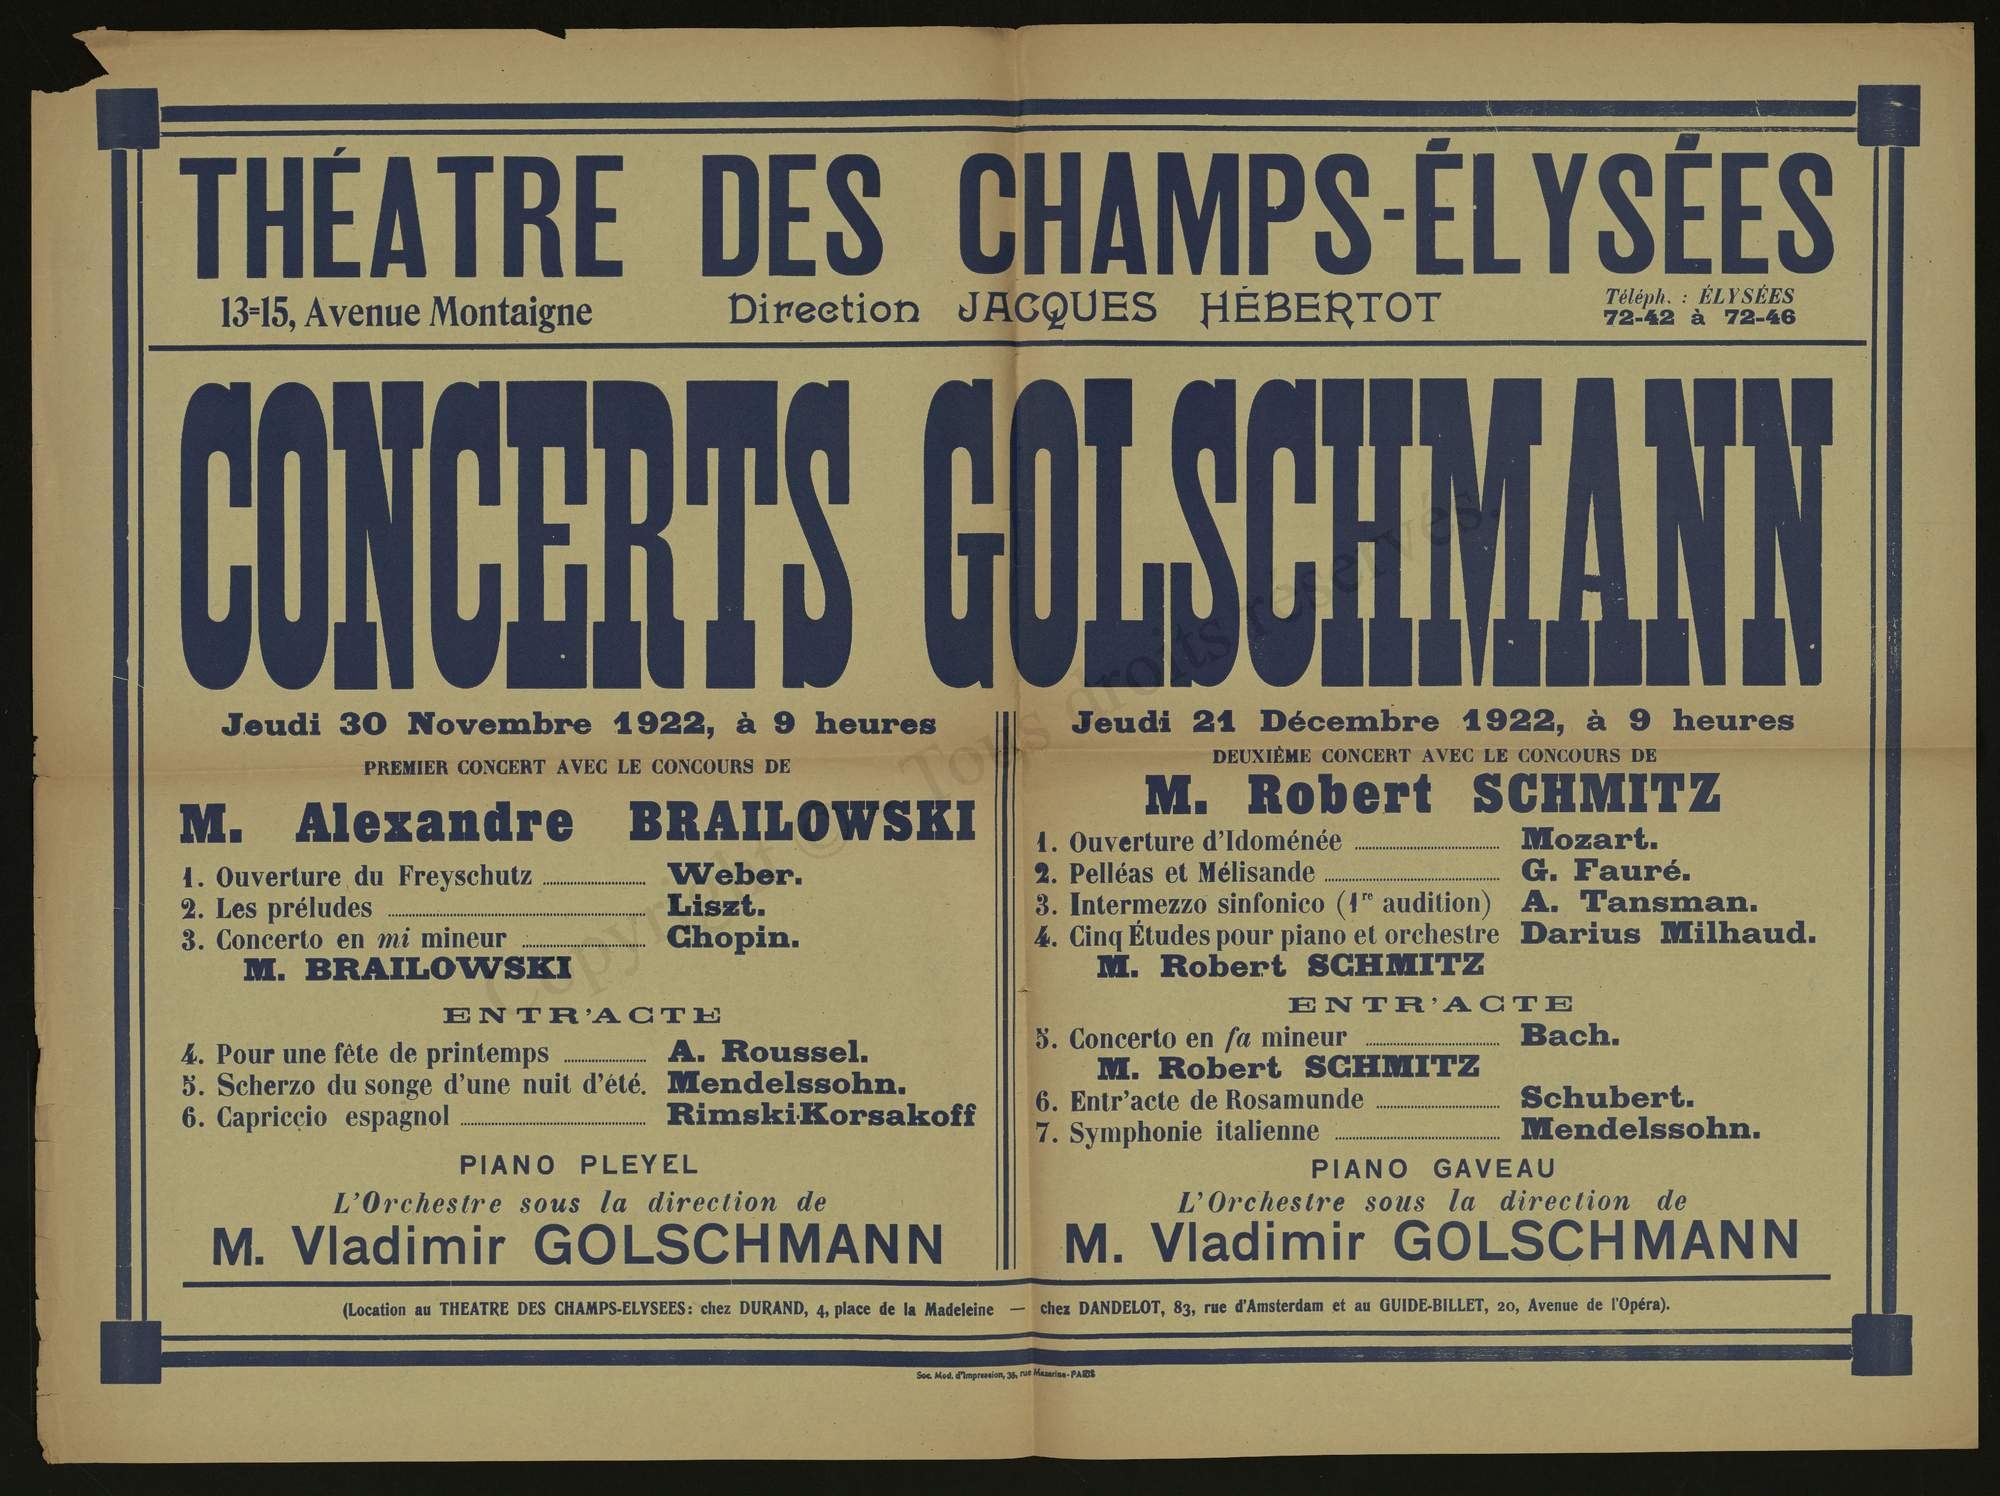 THÉATRE DES CHAMPS-ÉLYSÉES
13-15, Avenue Montaigne
Direction JACQUES HÉBERTOT
Téléph. : ÉLYSÉES
72-42 à 72-46
CONCERTS GOLSCHMANN
Jeudi 30 Novembre 1922, à 9 heures
PREMIER CONCERT AVEC LE CONCOURS DE
M. Alexandre BRAILOWSKI
1. Ouverture du Freyschutz ........ Weber.
2. Les préludes ........ Liszt.
3. Concerto en mi mineur ........ Chopin.
M. BRAILOWSKI
ENTR'ACTE
4. Pour une fête de printemps ........ A. Roussel.
5. Scherzo du songe d'une nuit d'été. Mendelssohn.
6. Capriccio espagnol ........ Rimski-Korsakoff
PIANO PLEYEL
L'Orchestre sous la direction de
M. Vladimir GOLSCHMANN
Jeudi 21 Décembre 1922, à 9 heures
DEUXIÈME CONCERT AVEC LE CONCOURS DE
M. Robert SCHMITZ
1. Ouverture d'Idoménée ........ Mozart.
2. Pelléas et Mélisande ........ G. Fauré.
3. Intermezzo sinfonico (1re audition) A. Tansman.
4. Cinq Études pour piano et orchestre Darius Milhaud.
M. Robert SCHMITZ
ENTR'ACTE
5. Concerto en fa mineur ........ Bach.
M. Robert SCHMITZ
6. Entr'acte de Rosamunde ........ Schubert.
7. Symphonie italienne ........ Mendelssohn.
PIANO GAVEAU
L'Orchestre sous la direction de
M. Vladimir GOLSCHMANN
(Location au THEATRE DES CHAMPS-ELYSEES: chez DURAND, 4, place de la Madeleine — chez DANDELOT, 83, rue d'Amsterdam et au GUIDE-BILLET, 20, Avenue de l'Opéra).
Soc. Mod. d'Impression, 36, rue Mazarine-PARIS
Copyright © Tous droits réservés.